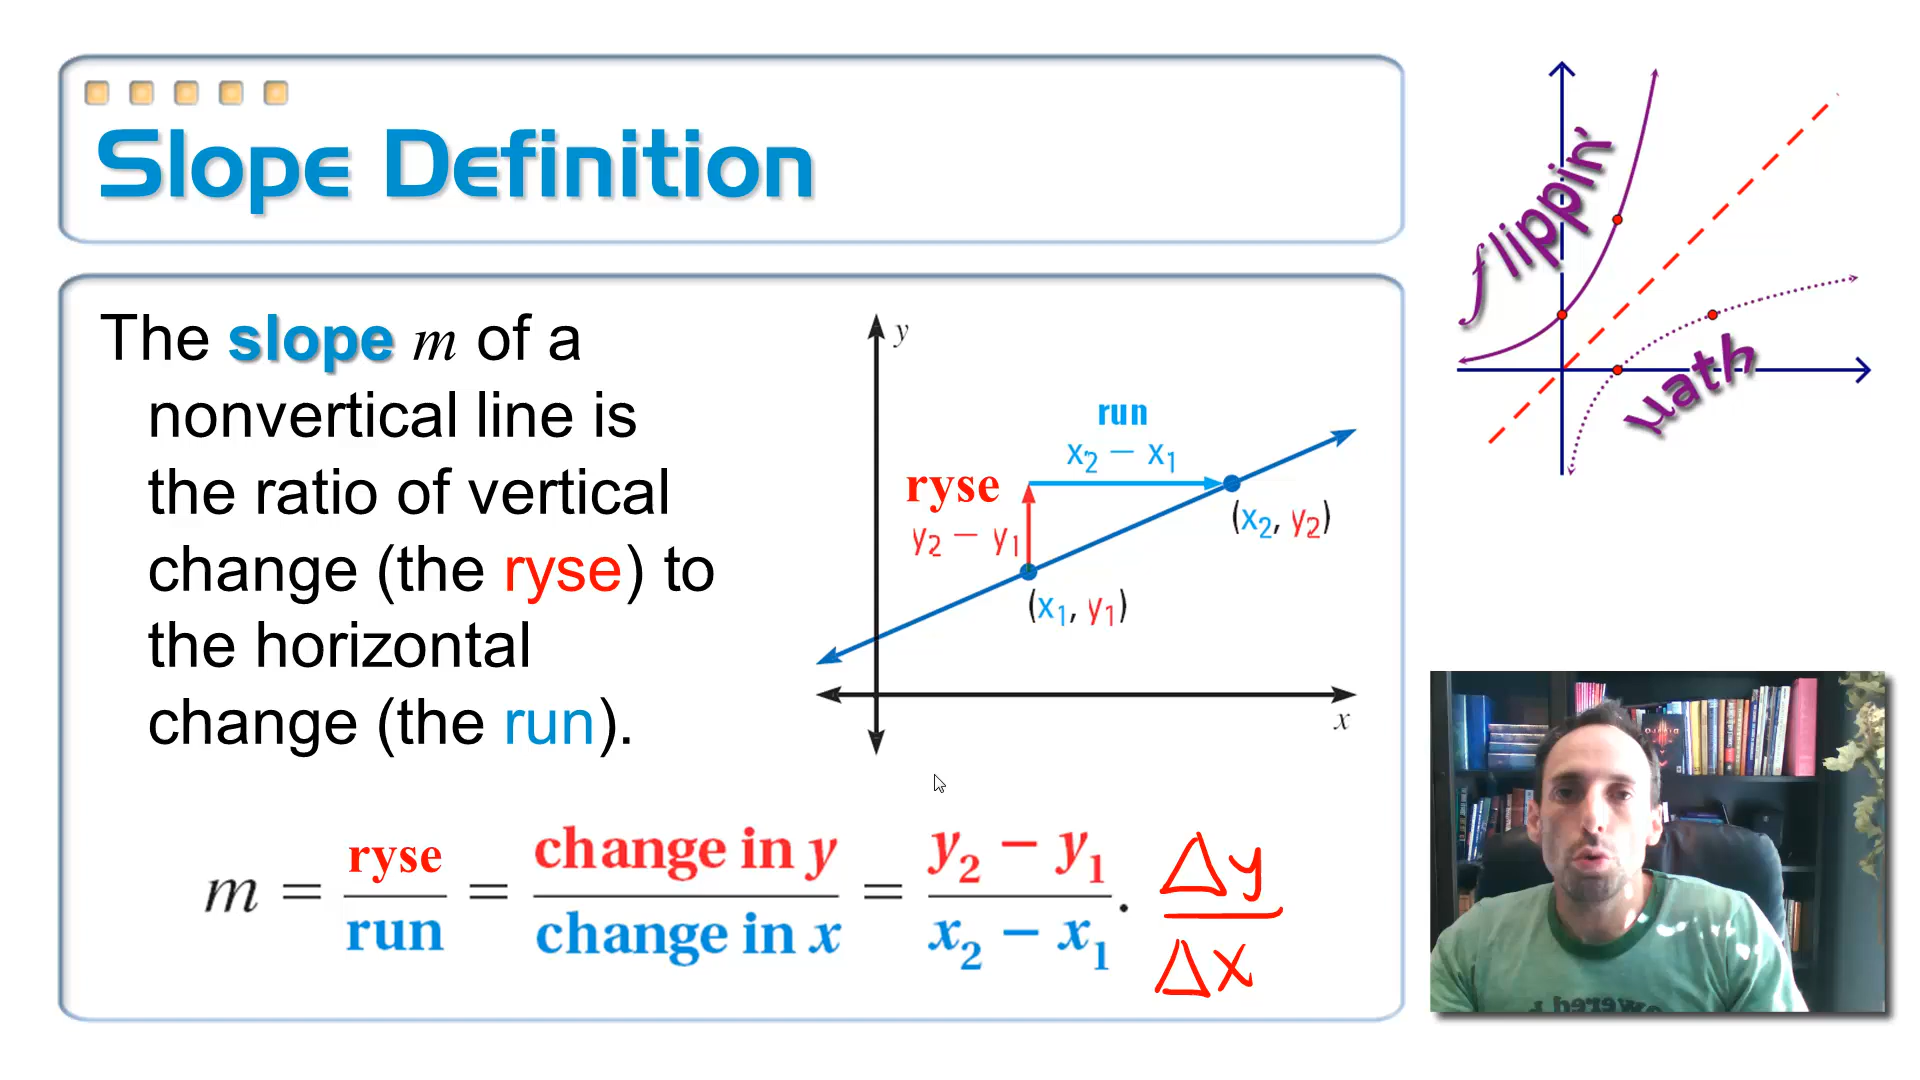 Slope Definition
The slope m of a
nonvertical line is
the ratio of vertical
change (the ryse) to
the horizontal
change (the run).
y
run
x₂ − x₁
ryse
y₂ − y₁
(x₂, y₂)
(x₁, y₁)
x
m = ryse/run = change in y/change in x = y₂ − y₁/x₂ − x₁. Δy/Δx
flippin'
math
DIABLO